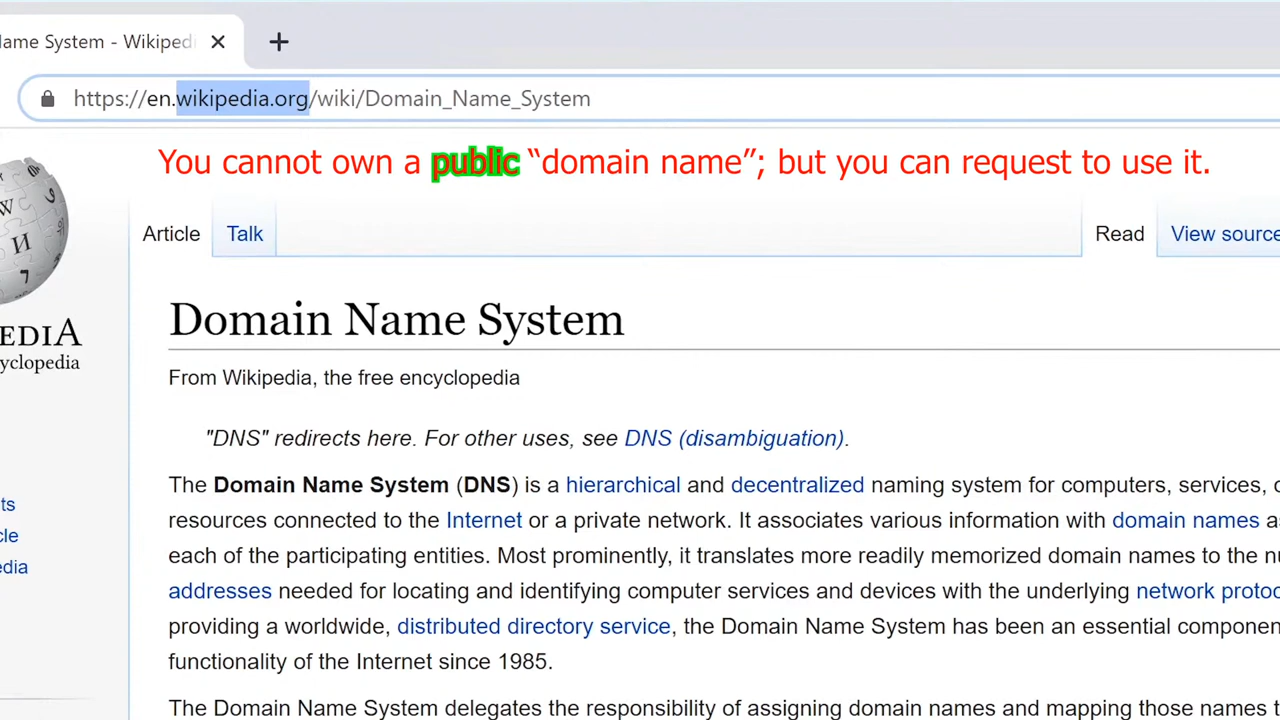 ame System - Wikipedi
https://en.wikipedia.org/wiki/Domain_Name_System
You cannot own a public “domain name”; but you can request to use it.
W
И
Article Talk Read View source
EDIA
yclopedia
Domain Name System
From Wikipedia, the free encyclopedia
"DNS" redirects here. For other uses, see DNS (disambiguation).
The Domain Name System (DNS) is a hierarchical and decentralized naming system for computers, services,
resources connected to the Internet or a private network. It associates various information with domain names
ts
each of the participating entities. Most prominently, it translates more readily memorized domain names to the
cle
edia
addresses needed for locating and identifying computer services and devices with the underlying network protoc
providing a worldwide, distributed directory service, the Domain Name System has been an essential componen
functionality of the Internet since 1985.
The Domain Name System delegates the responsibility of assigning domain names and mapping those names